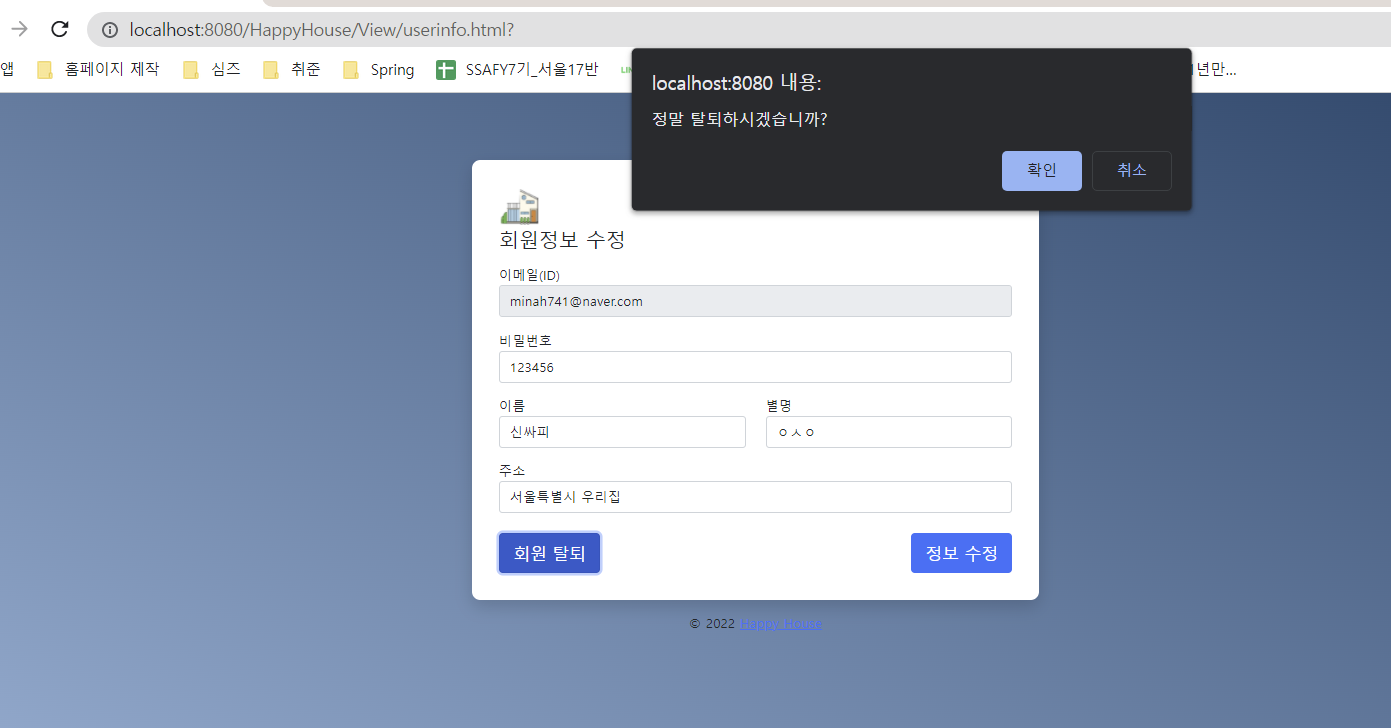 localhost:8080/HappyHouse/View/userinfo.html?
앱 홈페이지 제작 심즈 취준 Spring SSAFY7기_서울17반
년만...
localhost:8080 내용:
정말 탈퇴하시겠습니까?
확인 취소
회원정보 수정
이메일(ID)
minah741@naver.com
비밀번호
123456
이름 별명
신싸피 ㅇㅅㅇ
주소
서울특별시 우리집
회원 탈퇴 정보 수정
© 2022 Happy House